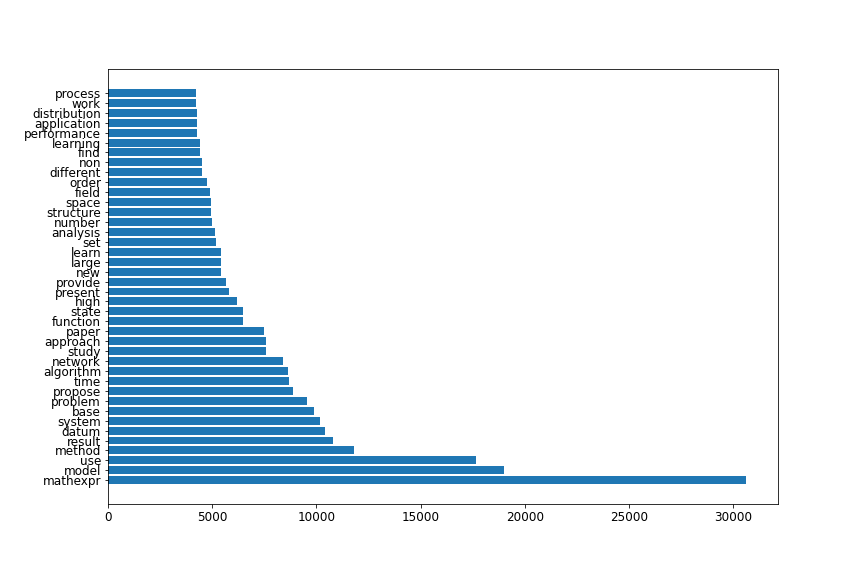 process
work
distribution
application
performance
learning
find
non
different
order
field
space
structure
number
analysis
set
learn
large
new
provide
present
high
state
function
paper
approach
study
network
algorithm
time
propose
problem
base
system
datum
result
method
use
model
mathexpr
0 5000 10000 15000 20000 25000 30000